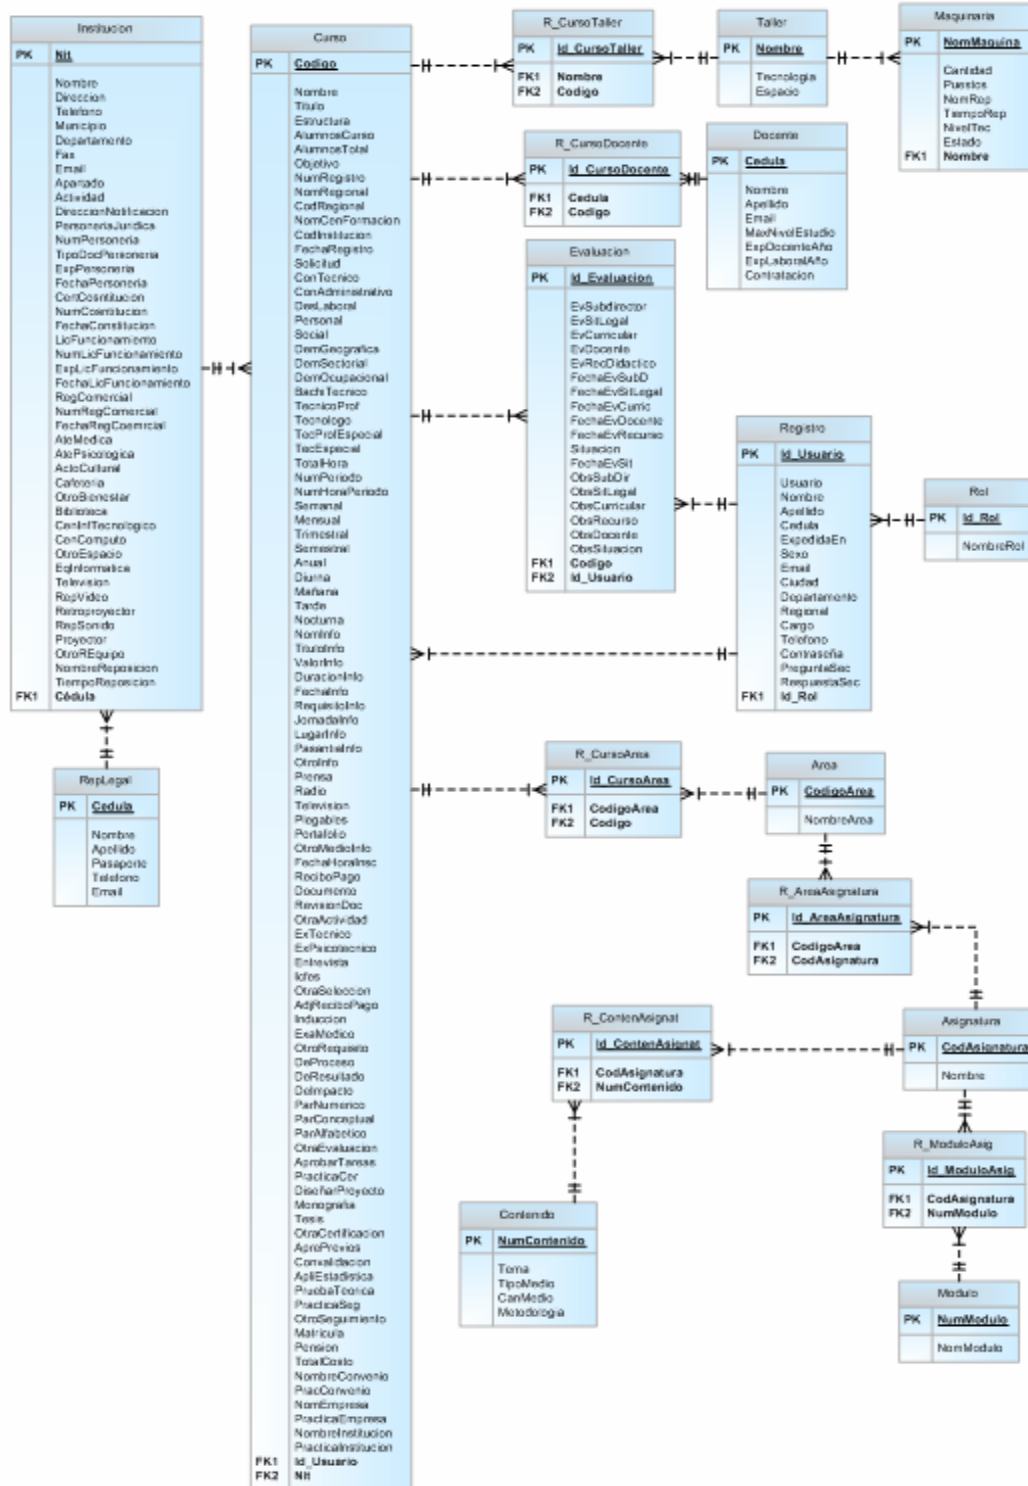 Institucion
PK Nit
Nombre
Direccion
Telefono
Municipio
Departamento
Fax
Email
Apartado
Actividad
DireccionNotificacion
PersoneriaJuridica
NumPersoneria
TipoDocPersoneria
ExpPersoneria
FechaPersoneria
CertCosntitucion
NumCosntitucion
FechaConstitucion
LicFuncionamiento
NumLicFuncionamiento
ExpLicFuncionamiento
FechaLicFuncionamiento
RegComercial
NumRegComercial
FechaRegCoemrcial
AteMedica
AtePsicologica
ActoCultural
Cafeteria
OtroBienestar
Biblioteca
CenInfTecnologico
CenComputo
OtroEspacio
EqInformatica
Television
RepVideo
Retroproyector
RepSonido
Proyector
OtroREquipo
NombreReposicion
TiempoReposicion
FK1 Cédula
RepLegal
PK Cedula
Nombre
Apellido
Pasaporte
Telefono
Email
Curso
PK Codigo
Nombre
Titulo
Estructura
AlumnosCurso
AlumnosTotal
Objetivo
NumRegistro
NomRegional
CodRegional
NomCenFormacion
CodInstitucion
FechaRegistro
Solicitud
ConTecnico
ConAdministrativo
DesLaboral
Personal
Social
DemGeografica
DemSectorial
DemOcupacional
BachiTecnico
TecnicoProf
Tecnologo
TecProfEspecial
TecEspecial
TotalHora
NumPeriodo
NumHoraPeriodo
Semanal
Mensual
Trimestral
Semestral
Anual
Diurna
Mañana
Tarde
Nocturna
NomInfo
TituloInfo
ValorInfo
DuracionInfo
FechaInfo
RequisitoInfo
JornadaInfo
LugarInfo
PasantiaInfo
OtroInfo
Prensa
Radio
Television
Plegables
Portafolio
OtroMedioInfo
FechaHoraInsc
ReciboPago
Documento
RevisionDoc
OtraActividad
ExTecnico
ExPsicotecnico
Entrevista
Icfes
OtraSeleccion
AdjReciboPago
Induccion
ExaMedico
OtroRequisito
DeProceso
DeResultado
DeImpacto
ParNumerico
ParConceptual
ParAlfabetico
OtraEvaluacion
AprobarTareas
PracticaCer
DiseñarProyecto
Monografia
Tesis
OtraCertificacion
AprePrevios
Convalidacion
ApliEstadistica
PruebaTeorica
PracticaSeg
OtroSeguimiento
Matricula
Pension
TotalCosto
NombreConvenio
PracConvenio
NomEmpresa
PracticaEmpresa
NombreInstitucion
PracticaInstitucion
FK1 Id_Usuario
FK2 Nit
R_CursoTaller
PK Id_CursoTaller
FK1 Nombre
FK2 Codigo
Taller
PK Nombre
Tecnologia
Espacio
Maquinaria
PK NomMaquina
Cantidad
Puestos
NomRep
TiempoRep
NivelTec
Estado
FK1 Nombre
R_CursoDocente
PK Id_CursoDocente
FK1 Cedula
FK2 Codigo
Docente
PK Cedula
Nombre
Apellido
Email
MaxNivelEstudio
ExpDocenteAño
ExpLaboralAño
Contratacion
Evaluacion
PK Id_Evaluacion
EvSubdirector
EvSitLegal
EvCurricular
EvDocente
EvRecDidactico
FechaEvSubD
FechaEvSitLegal
FechaEvCurric
FechaEvDocente
FechaEvRecurso
Situacion
FechaEvSit
ObsSubDir
ObsSitLegal
ObsCurricular
ObsRecurso
ObsDocente
ObsSituacion
FK1 Codigo
FK2 Id_Usuario
Registro
PK Id_Usuario
Usuario
Nombre
Apellido
Cedula
ExpedidaEn
Sexo
Email
Ciudad
Departamento
Regional
Cargo
Telefono
Contraseña
PreguntaSec
RespuestaSec
FK1 Id_Rol
Rol
PK Id_Rol
NombreRol
R_CursoArea
PK Id_CursoArea
FK1 CodigoArea
FK2 Codigo
Area
PK CodigoArea
NombreArea
R_AreaAsignatura
PK Id_AreaAsignatura
FK1 CodigoArea
FK2 CodAsignatura
R_ContenAsignat
PK Id_ContenAsignat
FK1 CodAsignatura
FK2 NumContenido
Asignatura
PK CodAsignatura
Nombre
R_ModuloAsig
PK Id_ModuloAsig
FK1 CodAsignatura
FK2 NumModulo
Contenido
PK NumContenido
Tema
TipoMedio
CanMedio
Metodologia
Modulo
PK NumModulo
NomModulo